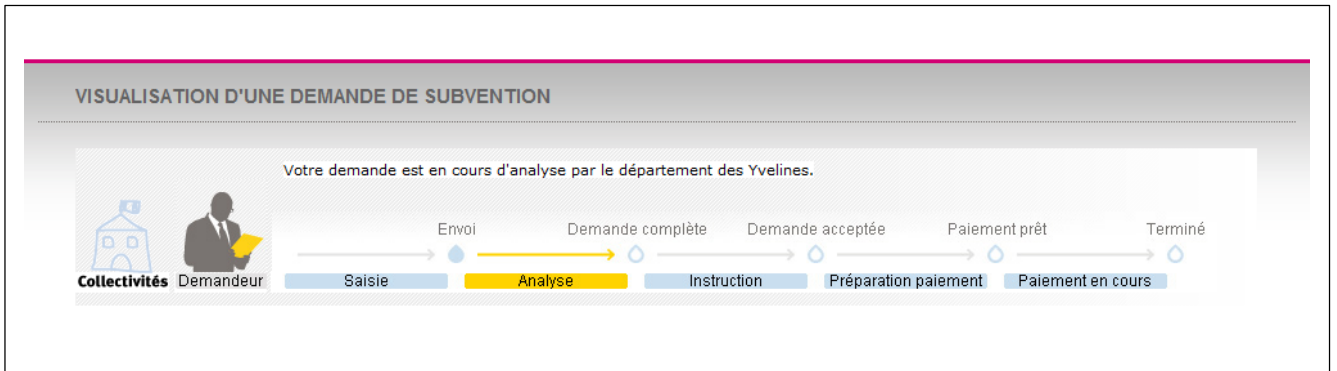 VISUALISATION D'UNE DEMANDE DE SUBVENTION
Votre demande est en cours d'analyse par le département des Yvelines.
Envoi Demande complète Demande acceptée Paiement prêt Terminé
Collectivités Demandeur Saisie Analyse Instruction Préparation paiement Paiement en cours